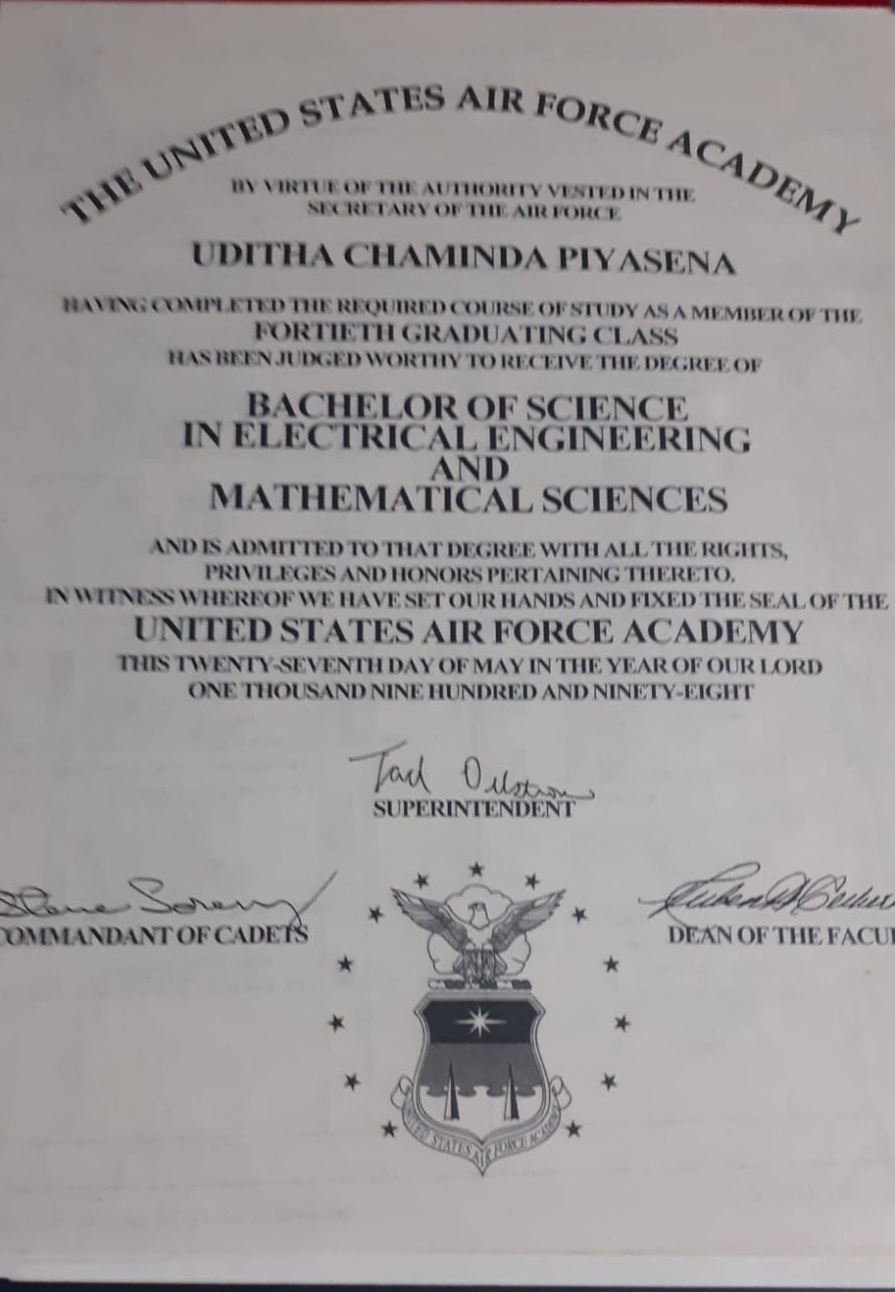 THE UNITED STATES AIR FORCE ACADEMY
BY VIRTUE OF THE AUTHORITY VESTED IN THE
SECRETARY OF THE AIR FORCE
UDITHA CHAMINDA PIYASENA
HAVING COMPLETED THE REQUIRED COURSE OF STUDY AS A MEMBER OF THE
FORTIETH GRADUATING CLASS
HAS BEEN JUDGED WORTHY TO RECEIVE THE DEGREE OF
BACHELOR OF SCIENCE
IN ELECTRICAL ENGINEERING
AND
MATHEMATICAL SCIENCES
AND IS ADMITTED TO THAT DEGREE WITH ALL THE RIGHTS,
PRIVILEGES AND HONORS PERTAINING THERETO.
IN WITNESS WHEREOF WE HAVE SET OUR HANDS AND FIXED THE SEAL OF THE
UNITED STATES AIR FORCE ACADEMY
THIS TWENTY-SEVENTH DAY OF MAY IN THE YEAR OF OUR LORD
ONE THOUSAND NINE HUNDRED AND NINETY-EIGHT
Tad
SUPERINTENDENT
COMMANDANT OF CADETS
DEAN OF THE FACUL
UNITED STATES AIR FORCE ACADEMY